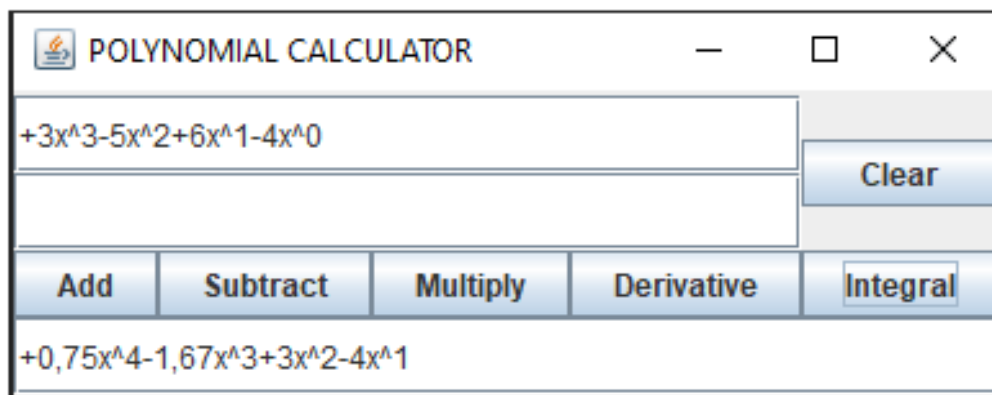 POLYNOMIAL CALCULATOR
+3x^3-5x^2+6x^1-4x^0
Clear
Add Subtract Multiply Derivative Integral
+0,75x^4-1,67x^3+3x^2-4x^1